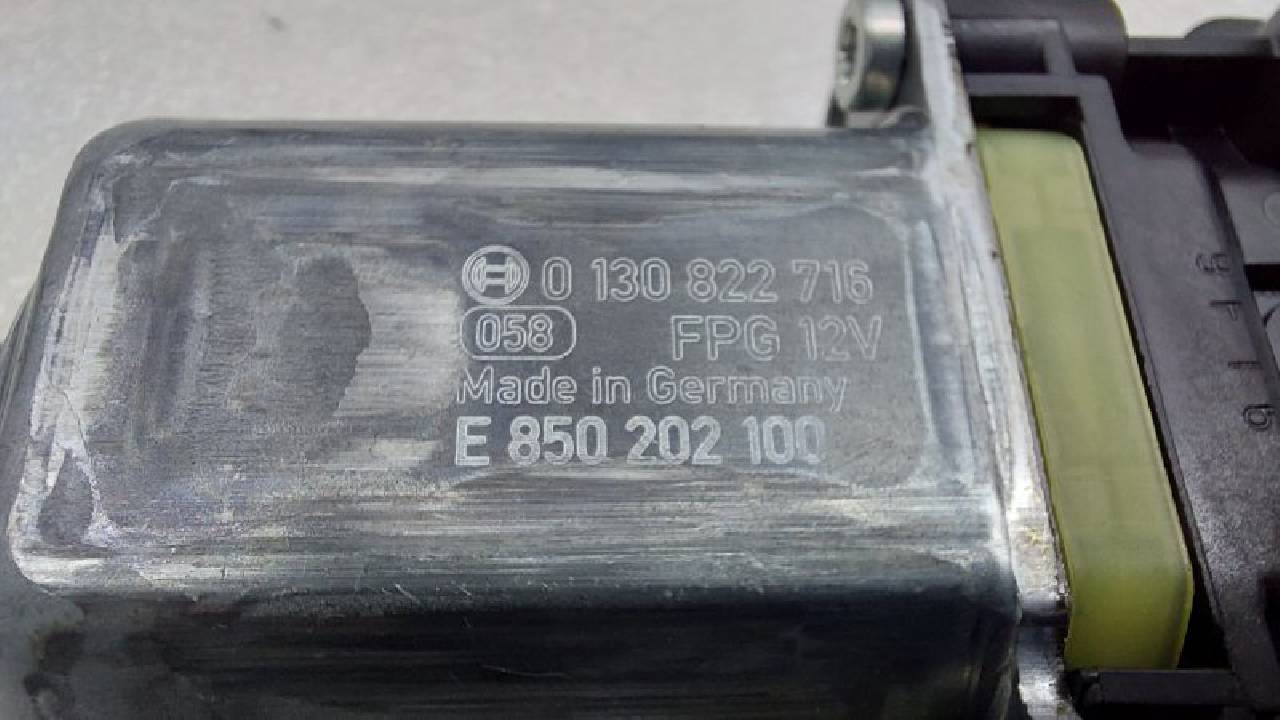 0 130 822 716
058 FPG 12V
Made in Germany
E 850 202 100